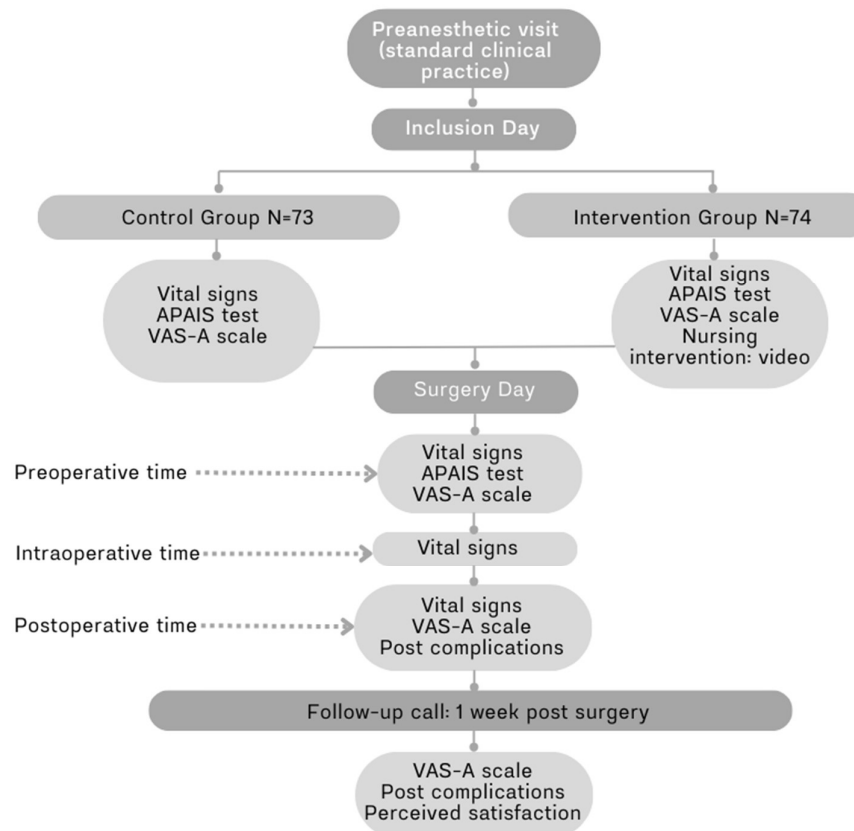 Preanesthetic visit
(standard clinical
practice)
Inclusion Day
Control Group N=73
Intervention Group N=74
Vital signs
APAIS test
VAS-A scale
Vital signs
APAIS test
VAS-A scale
Nursing
intervention: video
Surgery Day
Preoperative time
Vital signs
APAIS test
VAS-A scale
Intraoperative time
Vital signs
Postoperative time
Vital signs
VAS-A scale
Post complications
Follow-up call: 1 week post surgery
VAS-A scale
Post complications
Perceived satisfaction